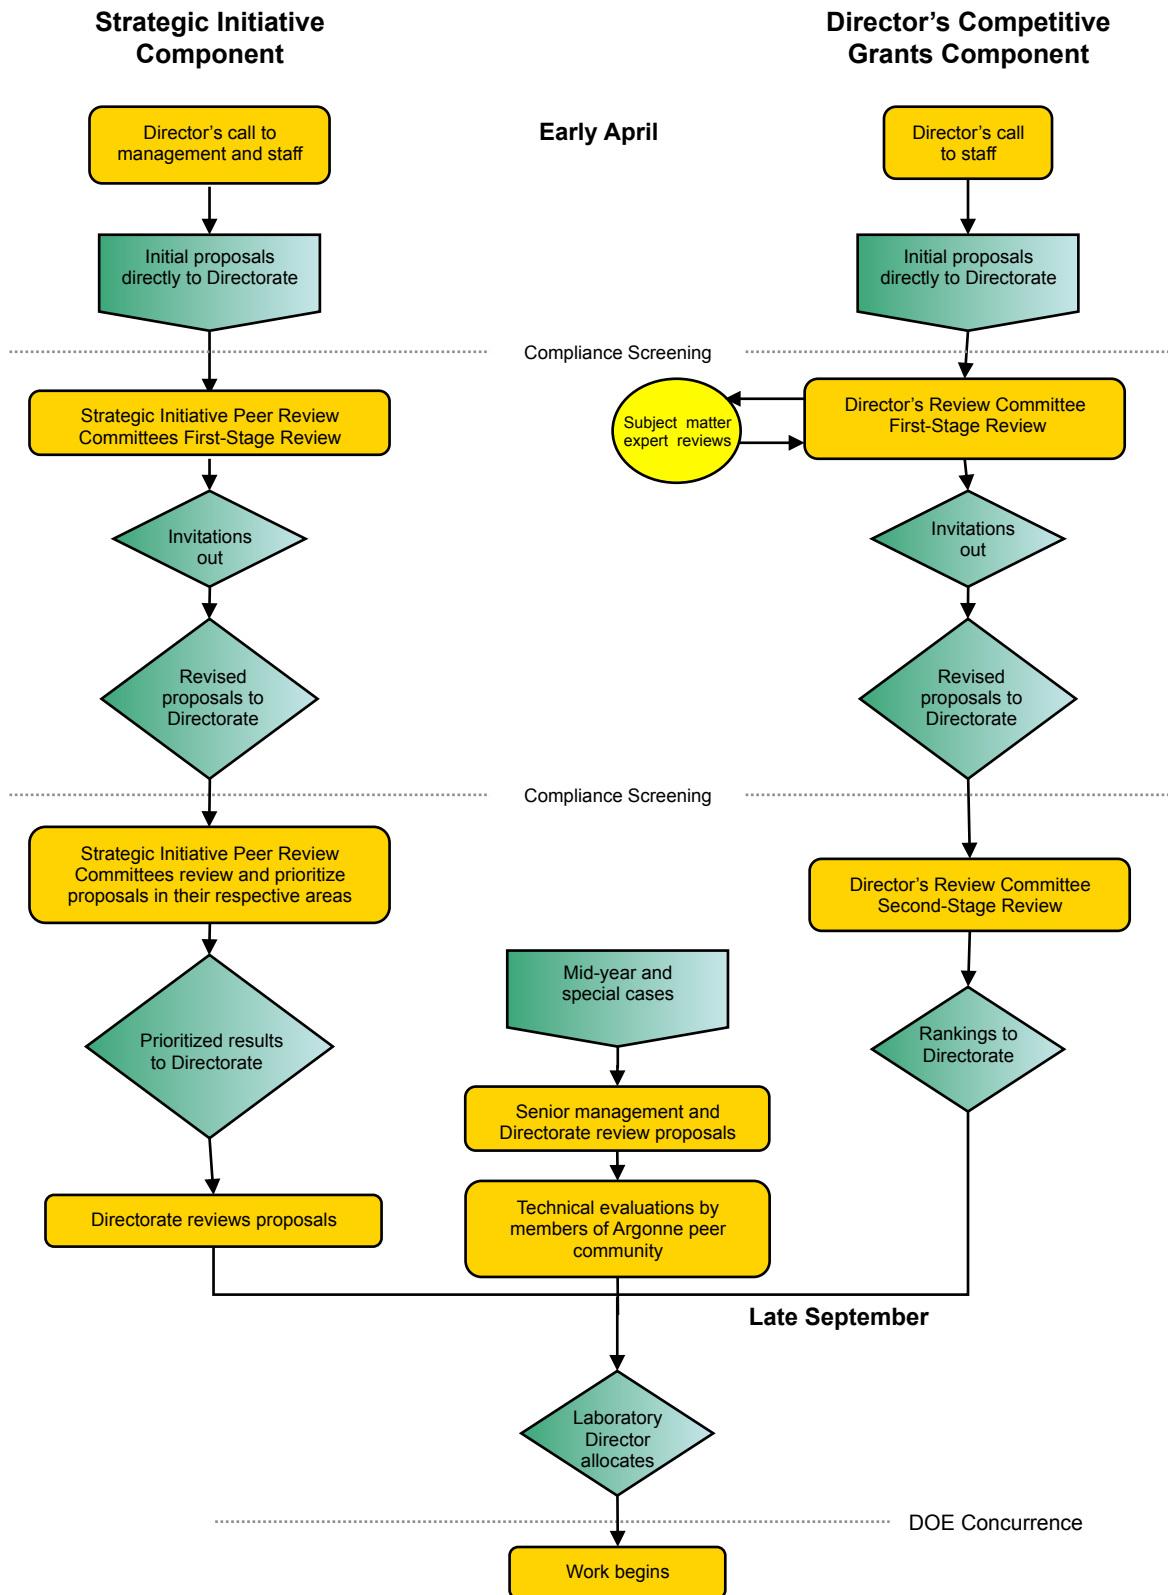 Strategic Initiative
Component
Director’s Competitive
Grants Component
Director’s call to
management and staff
Early April
Director’s call
to staff
Initial proposals
directly to Directorate
Initial proposals
directly to Directorate
Compliance Screening
Strategic Initiative Peer Review
Committees First-Stage Review
Subject matter
expert reviews
Director’s Review Committee
First-Stage Review
Invitations
out
Invitations
out
Revised
proposals to
Directorate
Revised
proposals to
Directorate
Compliance Screening
Strategic Initiative Peer Review
Committees review and prioritize
proposals in their respective areas
Director’s Review Committee
Second-Stage Review
Mid-year and
special cases
Prioritized results
to Directorate
Rankings to
Directorate
Senior management and
Directorate review proposals
Directorate reviews proposals
Technical evaluations by
members of Argonne peer
community
Late September
Laboratory
Director
allocates
DOE Concurrence
Work begins